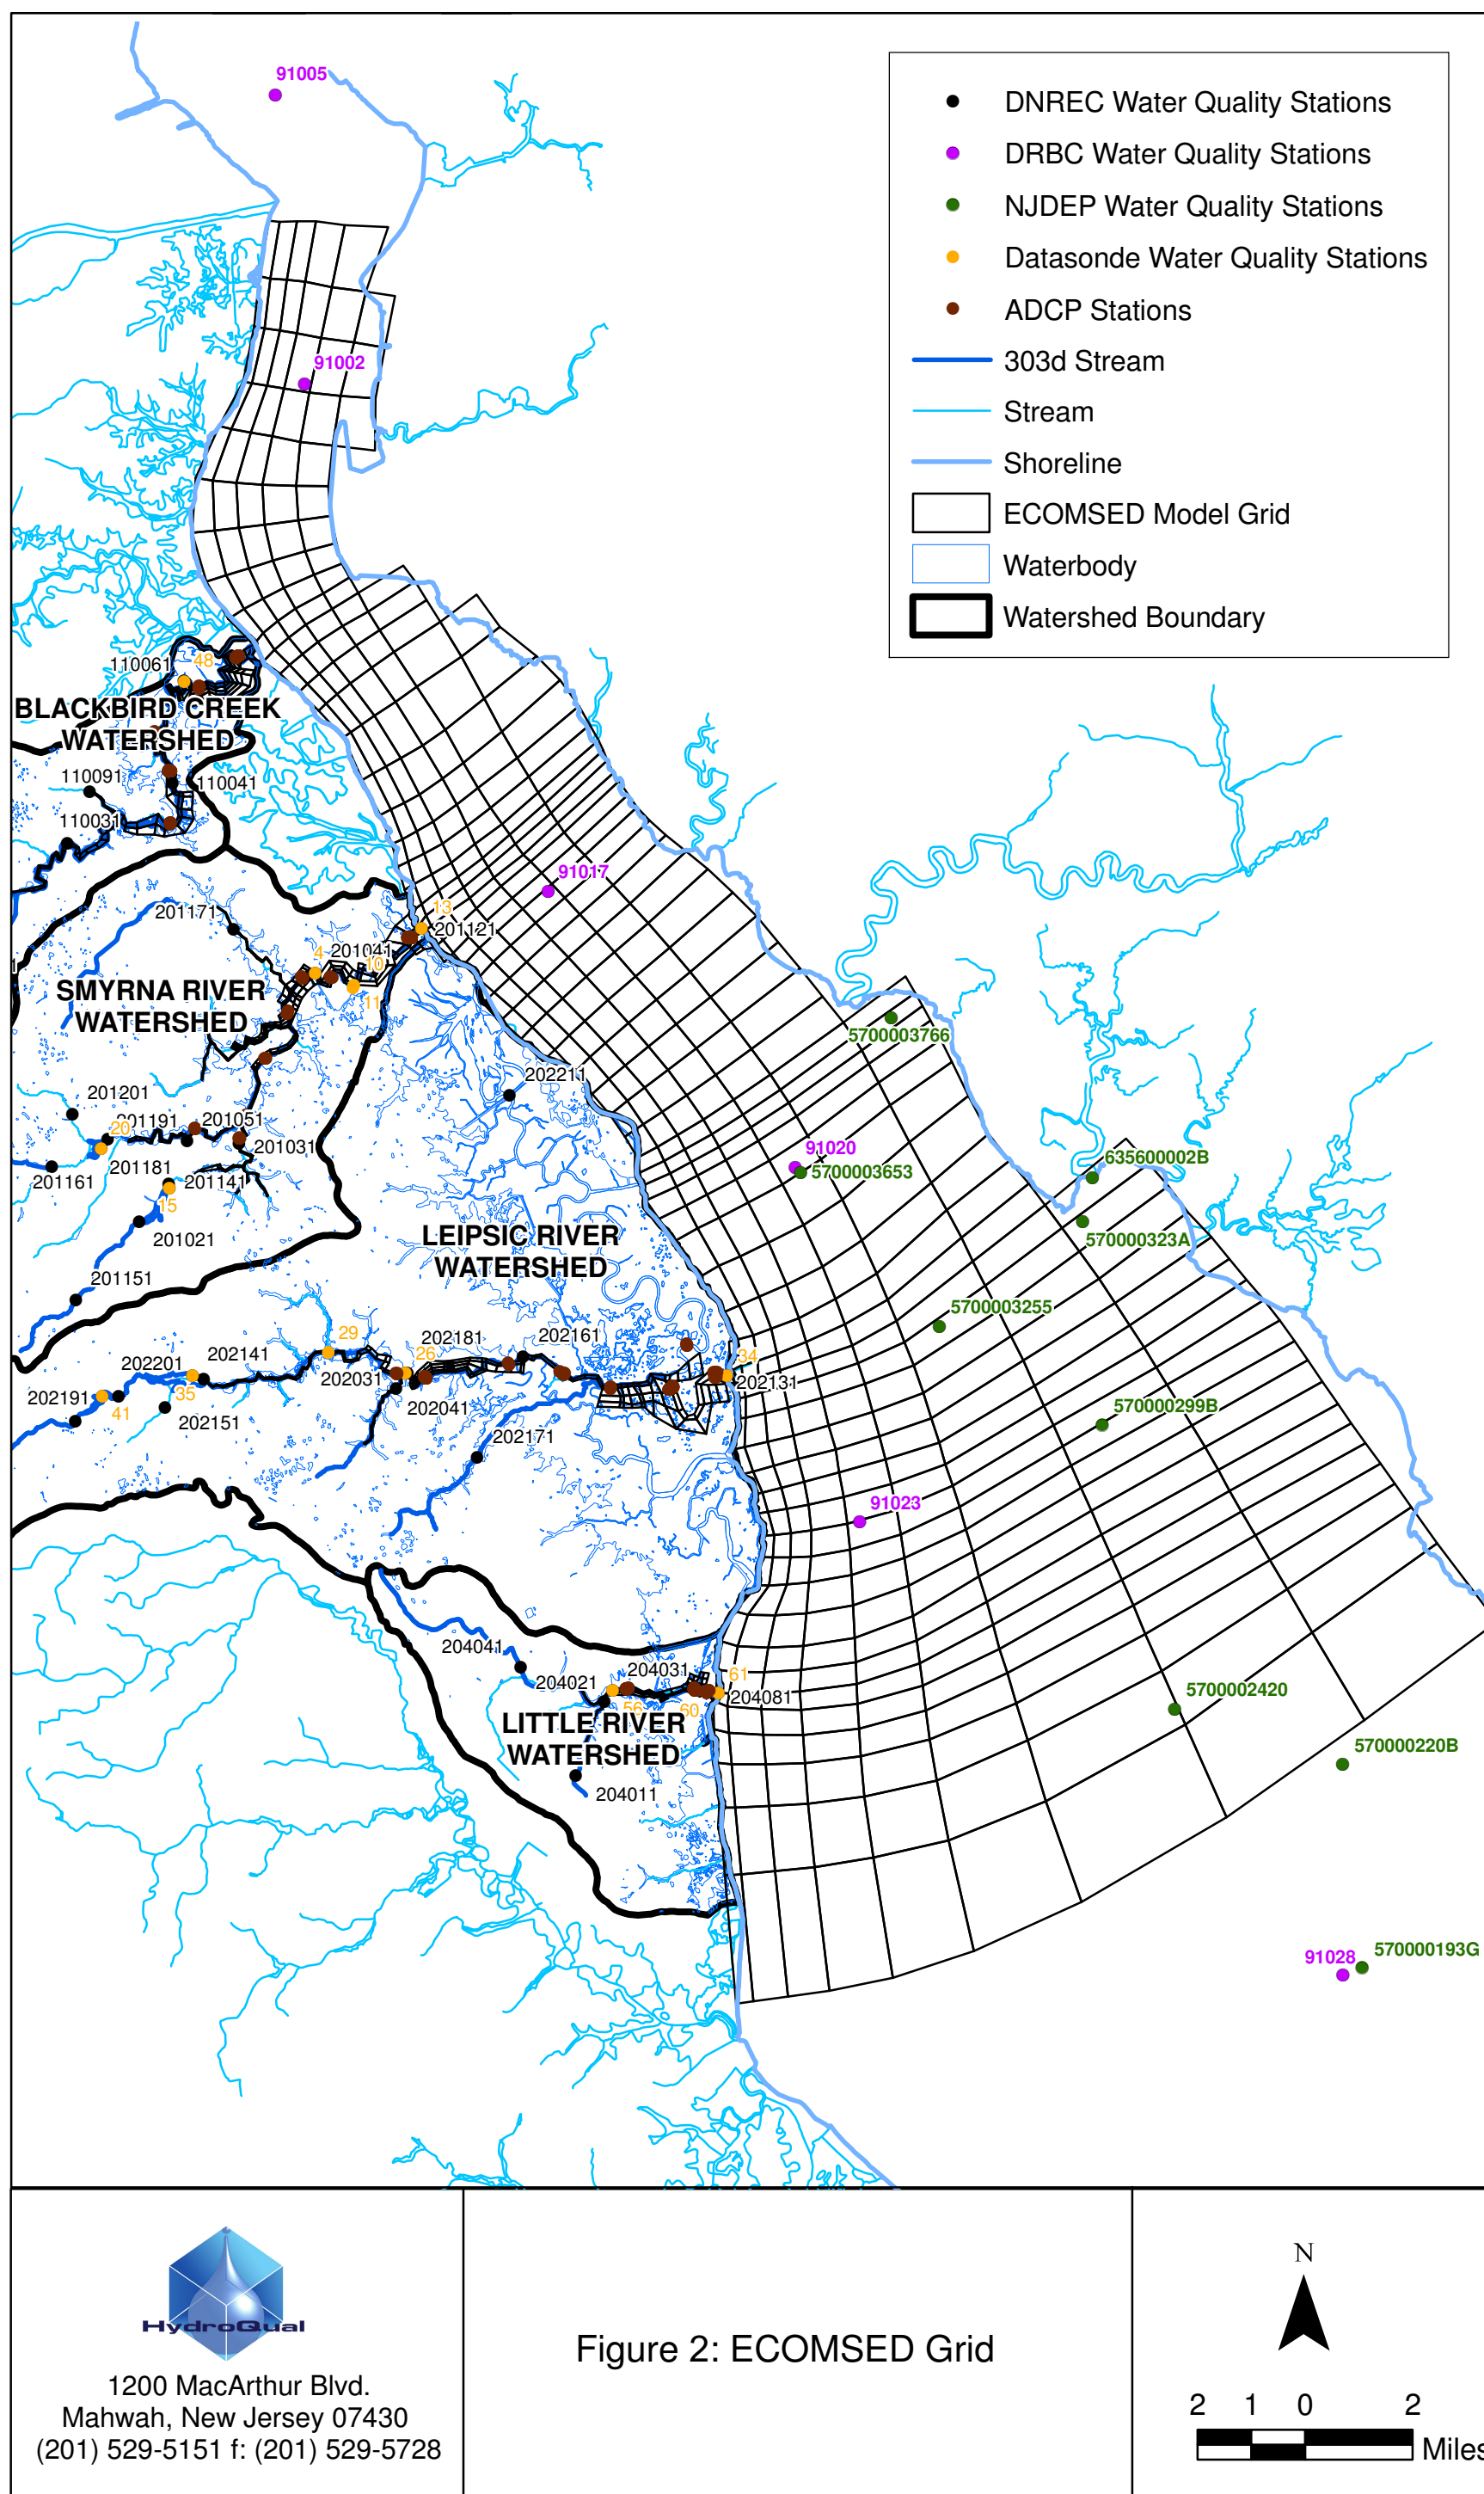 91005
DNREC Water Quality Stations
DRBC Water Quality Stations
NJDEP Water Quality Stations
Datasonde Water Quality Stations
ADCP Stations
303d Stream
Stream
Shoreline
ECOMSED Model Grid
Waterbody
Watershed Boundary
91002
110061
48
BLACKBIRD CREEK
WATERSHED
110091
110041
110031
91017
201171
13
201121
4
201041
10
11
SMYRNA RIVER
WATERSHED
5700003766
202211
201201
201191
20
201051
201031
201181
201161
201141
15
201021
201151
91020
5700003653
635600002B
570000323A
LEIPSIC RIVER
WATERSHED
5700003255
29
202181
202161
26
34
202201
202141
202031
202131
35
202191
41
202151
202041
202171
570000299B
91023
204041
204021
204031
61
204081
56
60
LITTLE RIVER
WATERSHED
204011
5700002420
570000220B
91028
570000193G
HydroQual
1200 MacArthur Blvd.
Mahwah, New Jersey 07430
(201) 529-5151 f: (201) 529-5728
Figure 2: ECOMSED Grid
N
2 1 0 2
Miles